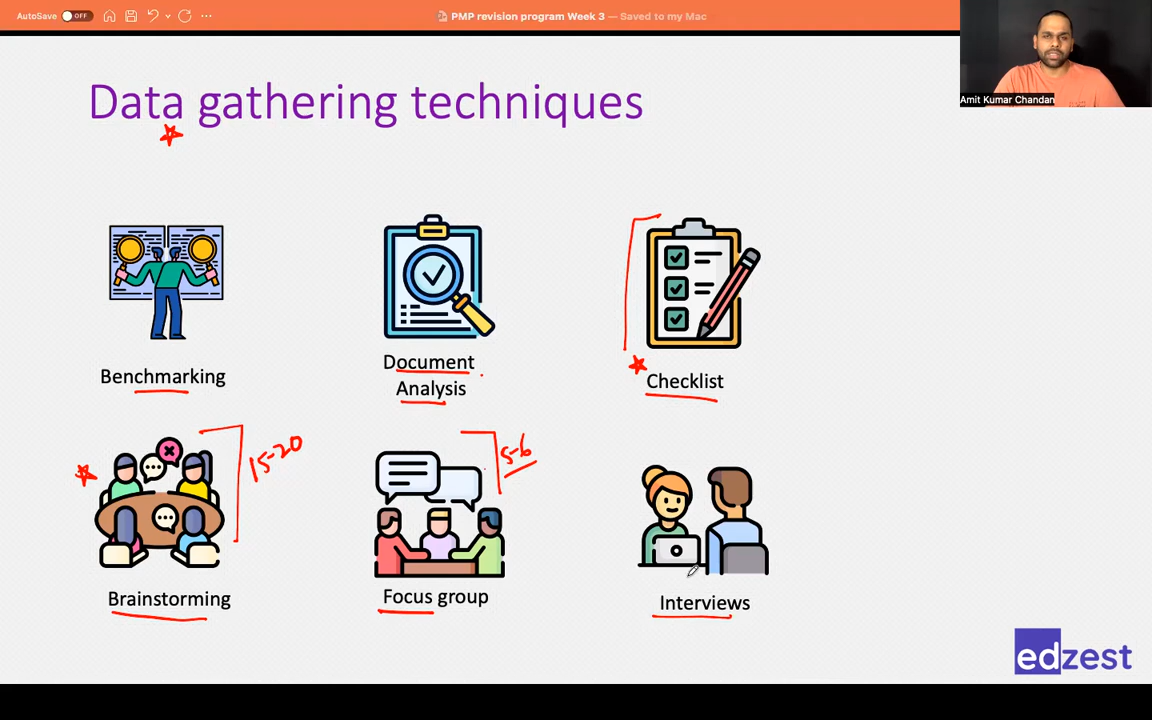 AutoSave OFF
PMP revision program Week 3 — Saved to my Mac
Amit Kumar Chandan
Data gathering techniques
Benchmarking
Document
Analysis
Checklist
15-20
5-6
Brainstorming
Focus group
Interviews
edzest